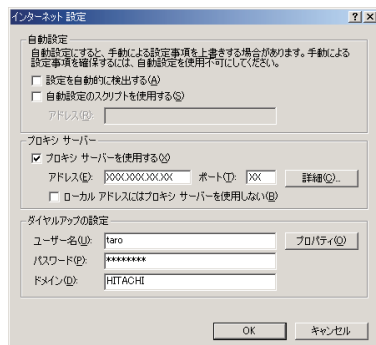 インターネット 設定
自動設定
自動設定にすると、手動による設定事項を上書きする場合があります。手動による
設定事項を確保するには、自動設定を使用不可にしてください。
設定を自動的に検出する(A)
自動設定のスクリプトを使用する(S)
アドレス(R):
プロキシ サーバー
プロキシ サーバーを使用する(X)
アドレス(E): XXX.XXX.XX.XX ポート(T): XX 詳細(C)...
ローカル アドレスにはプロキシ サーバーを使用しない(B)
ダイヤルアップの設定
ユーザー名(U): taro プロパティ(O)
パスワード(P): ********
ドメイン(D): HITACHI
OK キャンセル